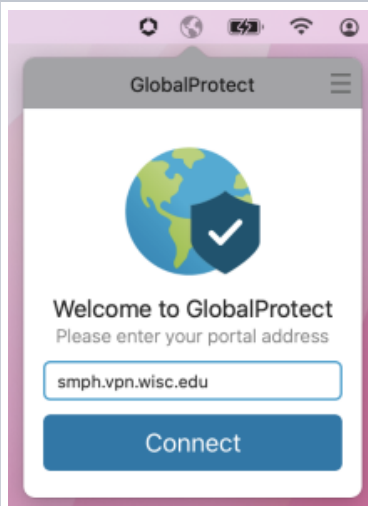 GlobalProtect
Welcome to GlobalProtect
Please enter your portal address
smph.vpn.wisc.edu
Connect